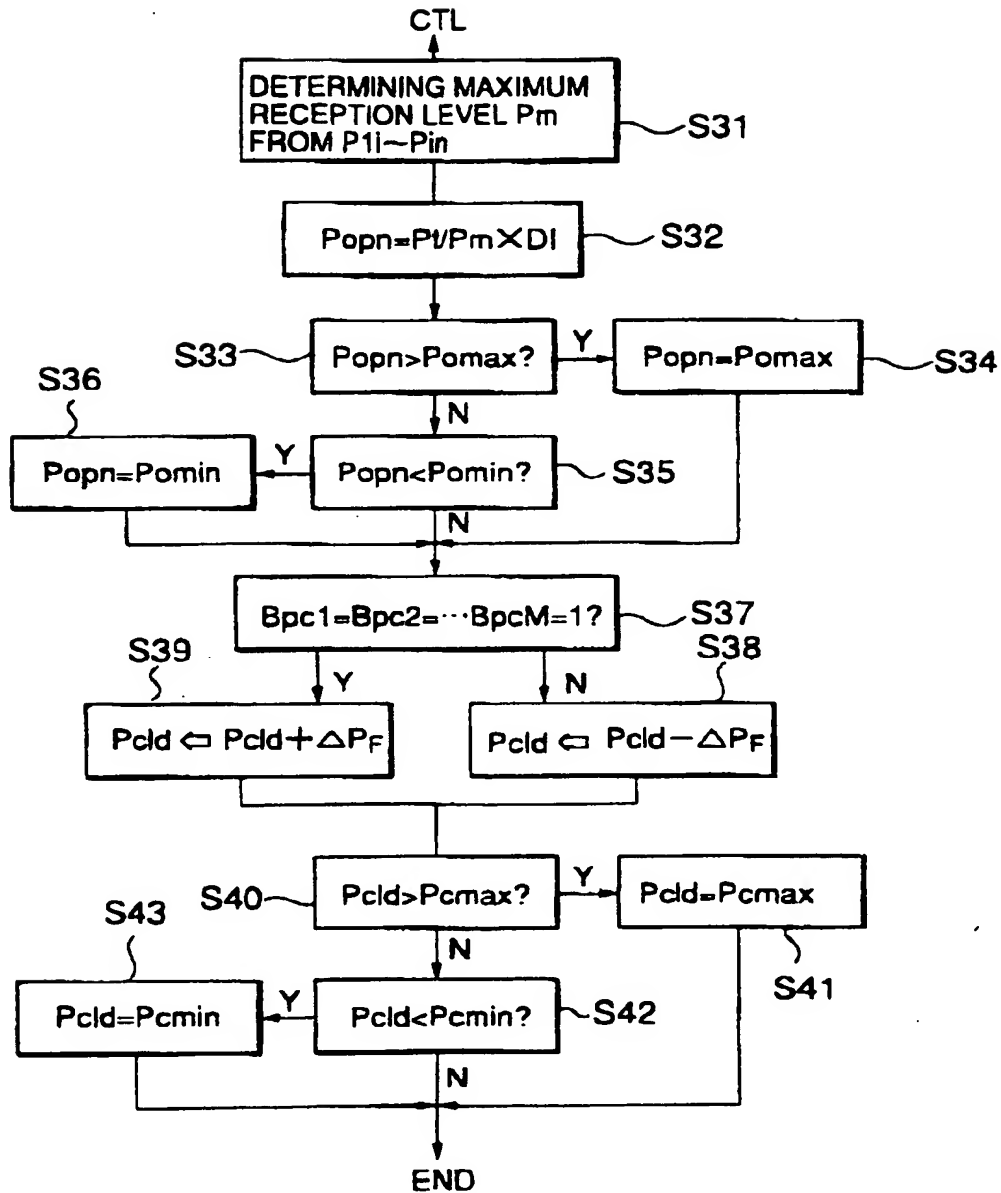 CTL
DETERMINING MAXIMUM
RECEPTION LEVEL Pm
FROM P1i~Pin
S31
Popn=Pt/Pm×DI
S32
S33
Popn>Pomax?
Y
Popn=Pomax
S34
S36
N
Popn=Pomin
Y
Popn<Pomin?
S35
N
Bpc1=Bpc2=···BpcM=1?
S37
S39
S38
Y
N
Pcld ⇦ Pcld+△PF
Pcld ⇦ Pcld−△PF
S40
Pcld>Pcmax?
Y
Pcld=Pcmax
S43
N
S41
Pcld=Pcmin
Y
Pcld<Pcmin?
S42
N
END